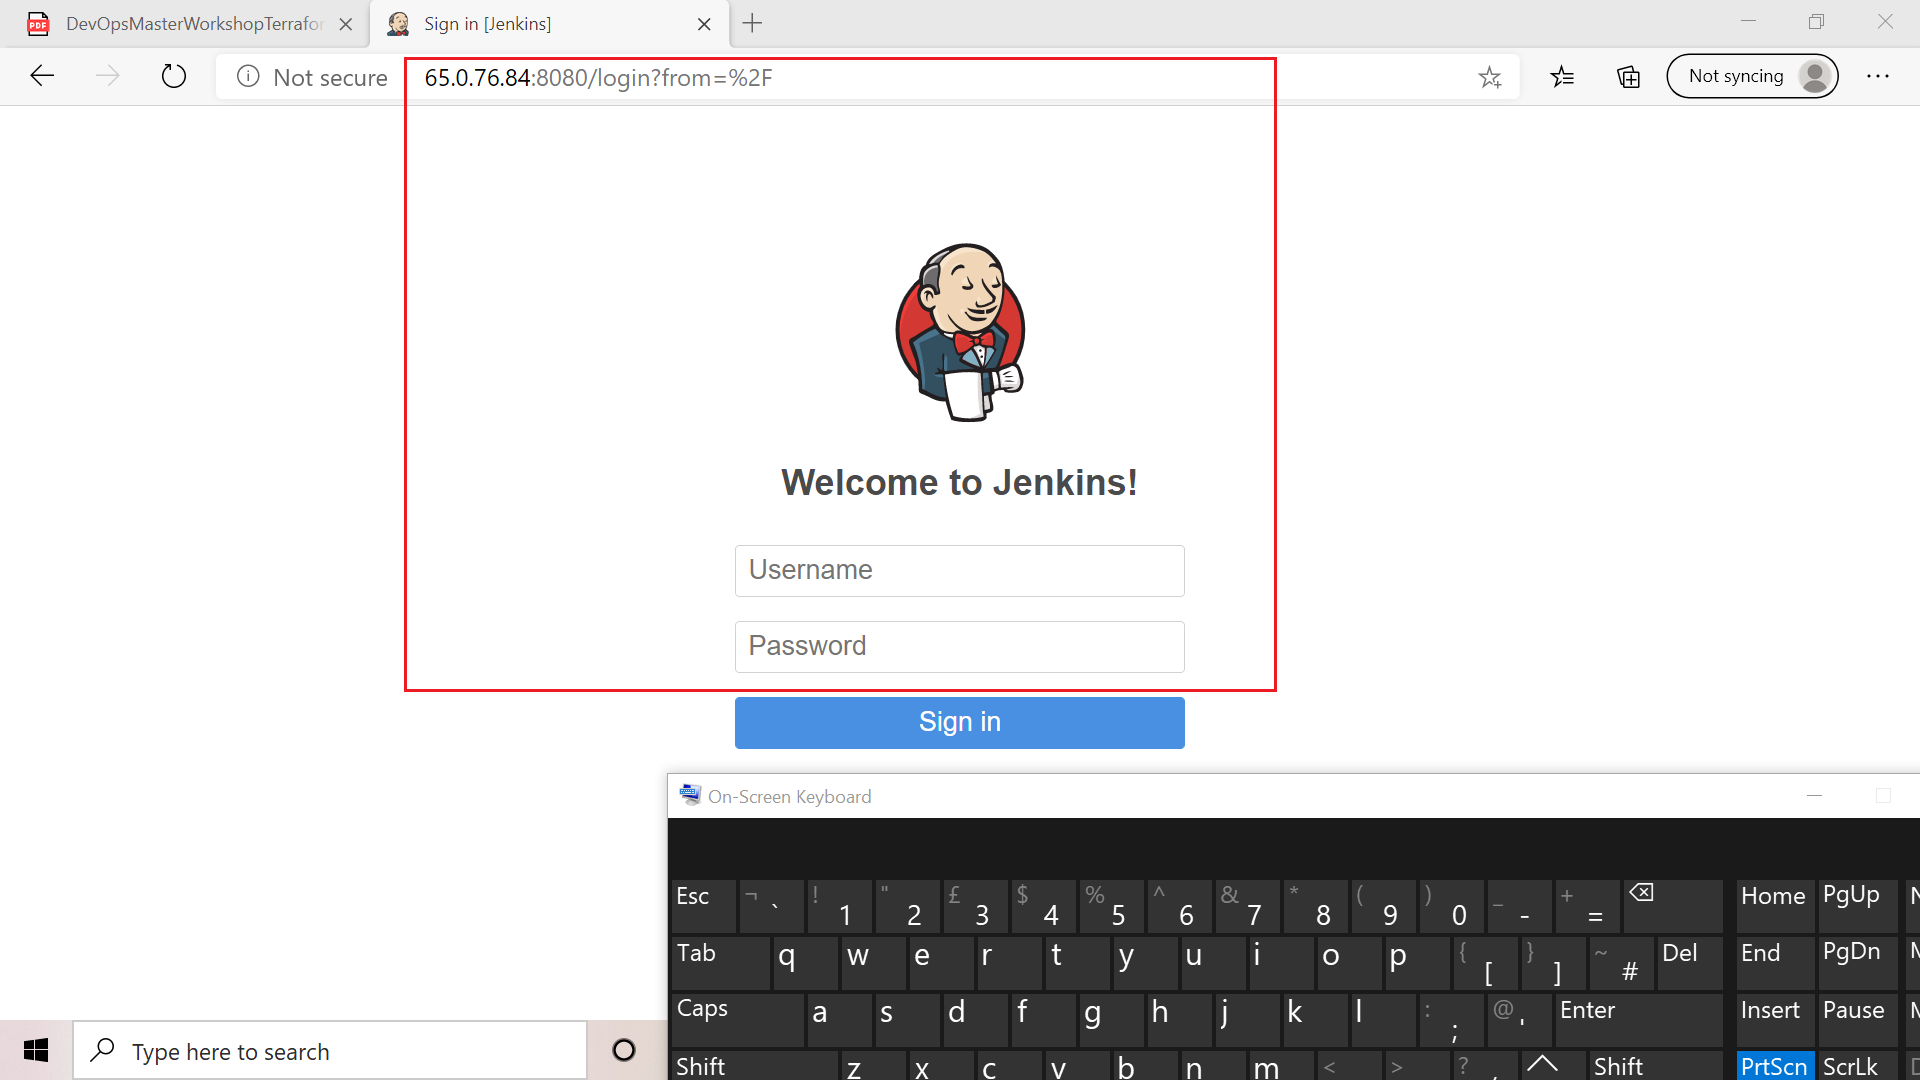 DevOpsMasterWorkshopTerrafor
Sign in [Jenkins]
Not secure
65.0.76.84:8080/login?from=%2F
Not syncing
Welcome to Jenkins!
Username
Password
Sign in
On-Screen Keyboard
Esc ¬ ` ! 1 " 2 £ 3 $ 4 % 5 ^ 6 & 7 * 8 ( 9 ) 0 _ - + = Home PgUp
Tab q w e r t y u i o p { [ } ] ~ # Del End PgDn
Caps a s d f g h j k l : ; @ ' Enter Insert Pause
Shift z x c v b n m < > ? Shift PrtScn ScrLk
Type here to search